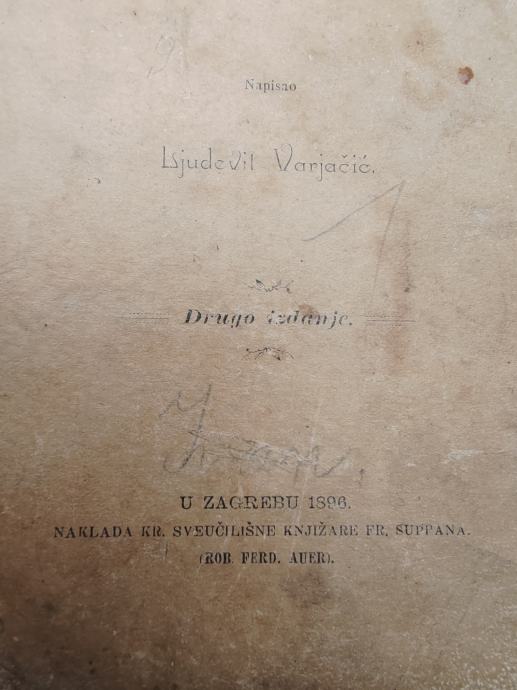 Napisao
Ljudevit Varjačić.
Drugo izdanje.
U ZAGREBU 1896.
NAKLADA KR. SVEUČILIŠNE KNJIŽARE FR. SUPPANA.
(ROB. FERD. AUER).